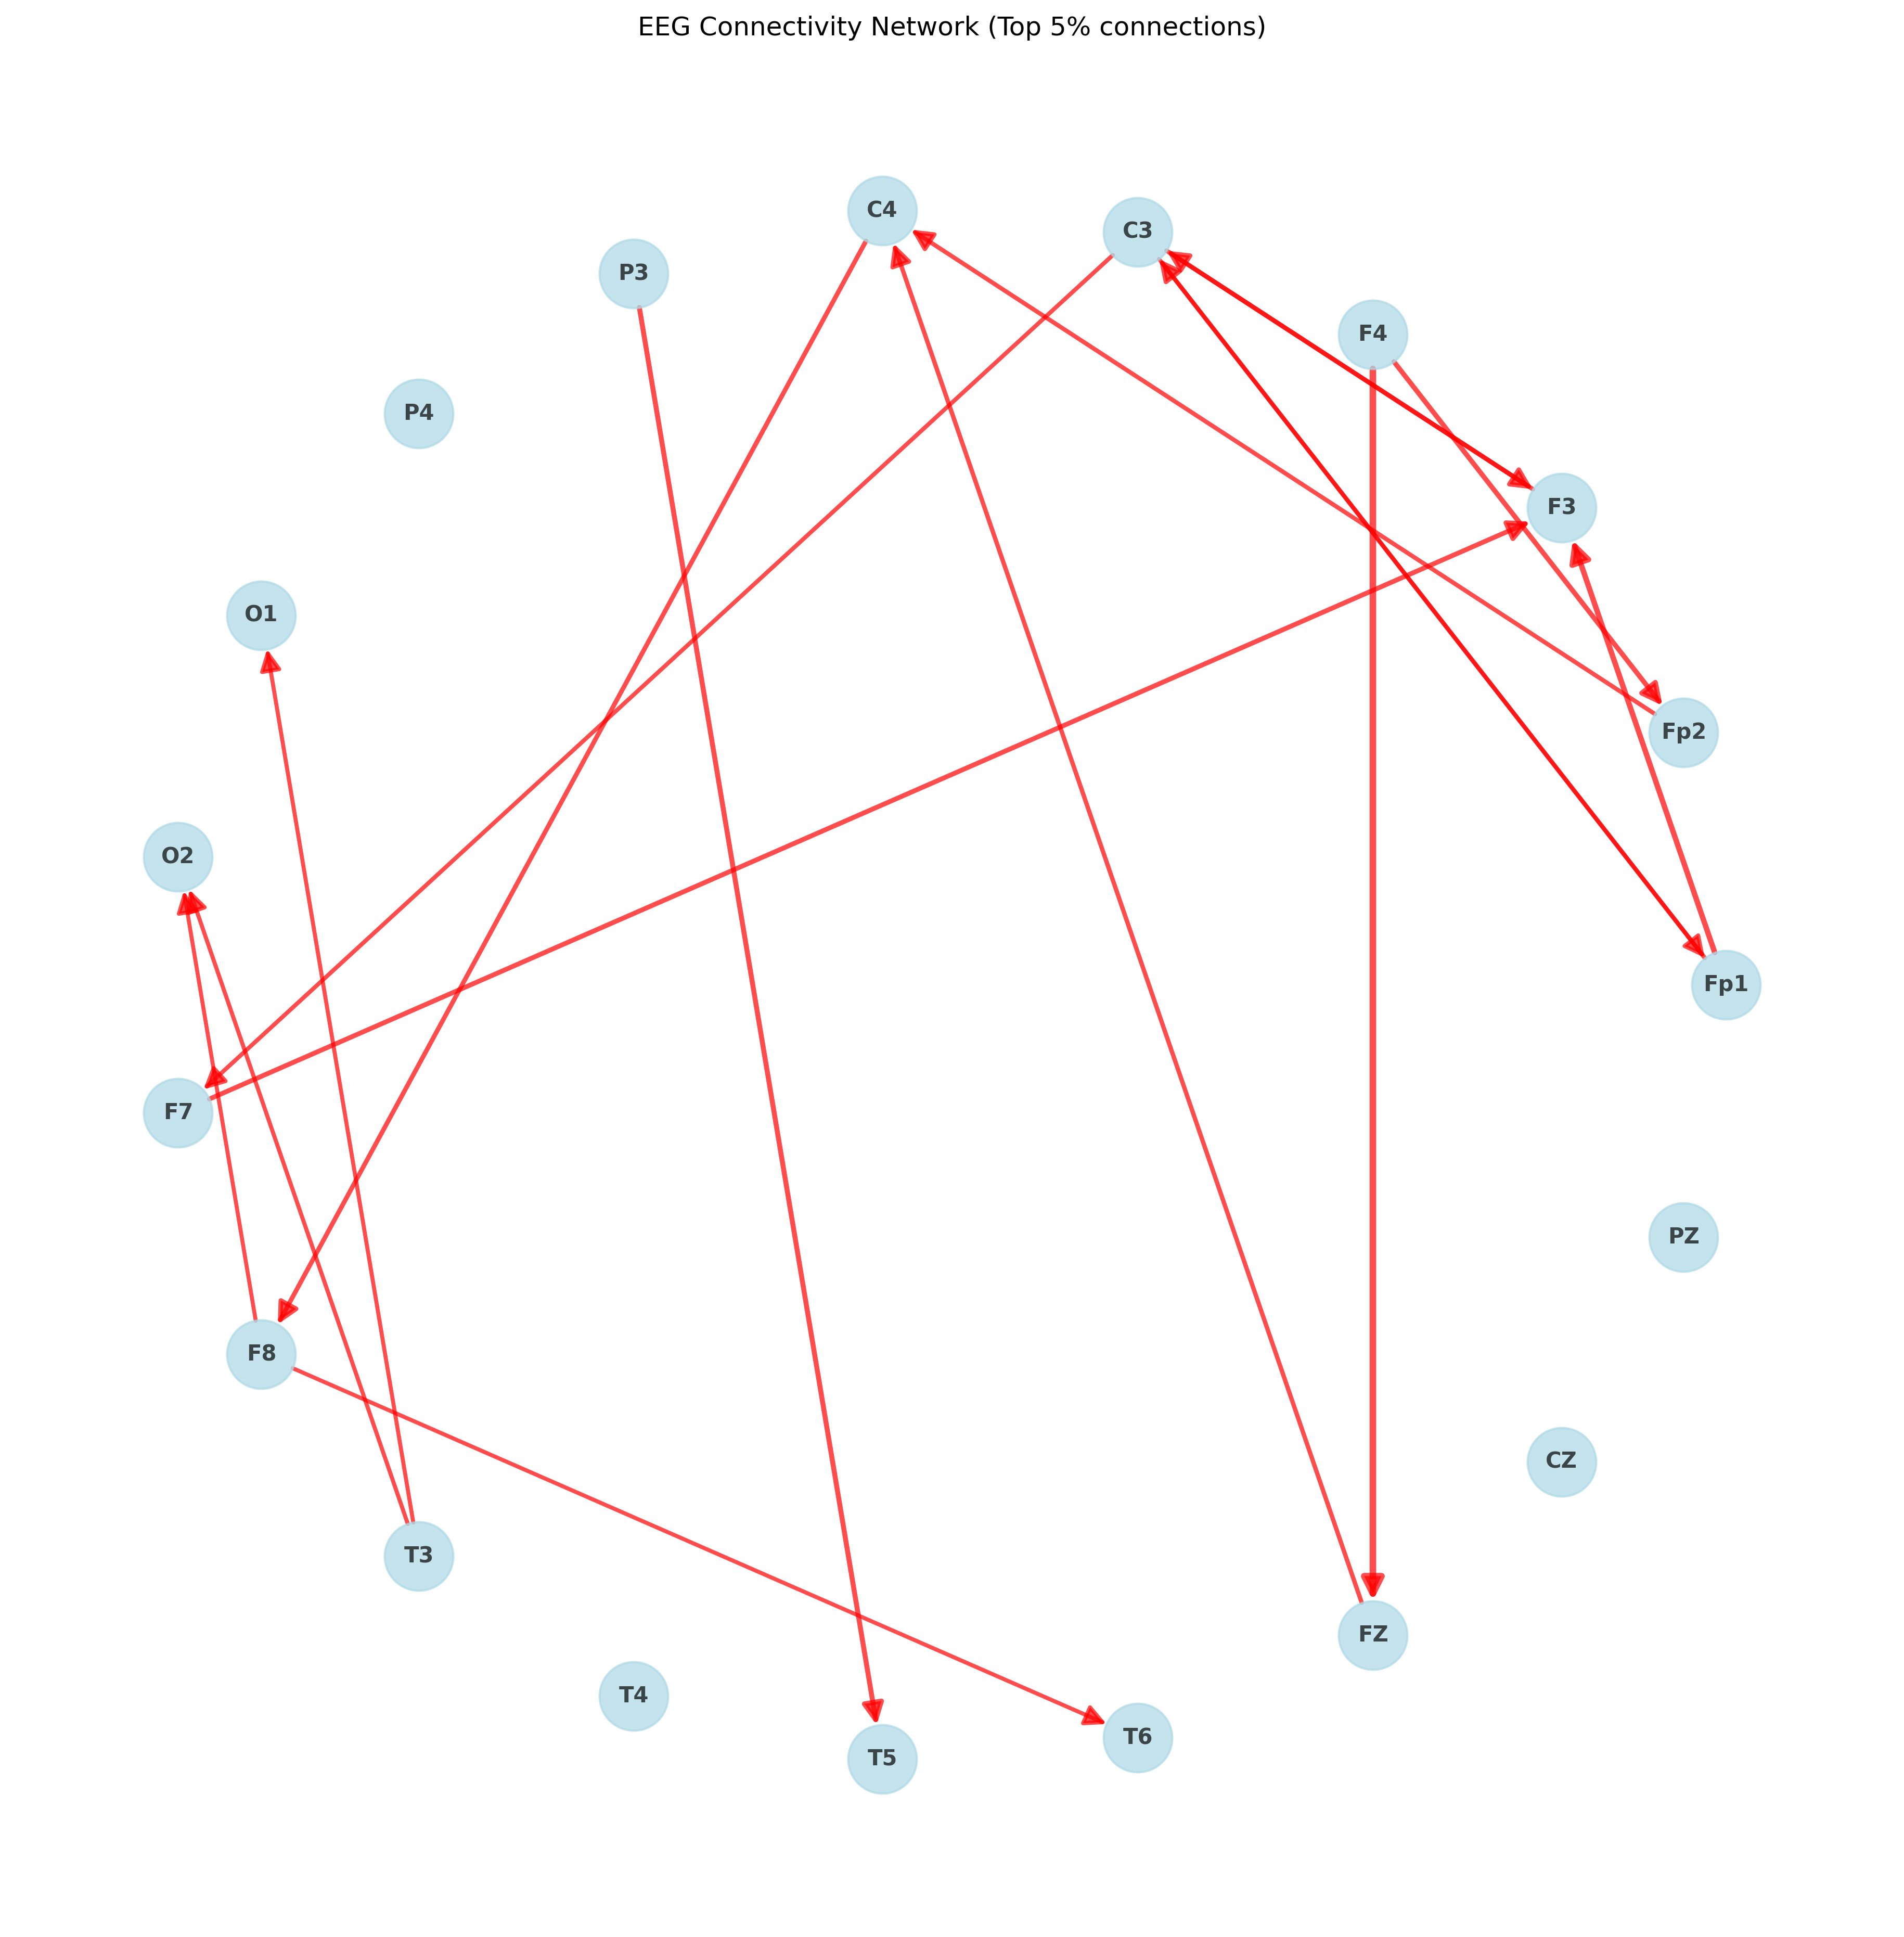 EEG Connectivity Network (Top 5% connections)
C4
C3
P3
F4
P4
F3
O1
Fp2
O2
Fp1
F7
PZ
F8
CZ
T3
FZ
T4
T6
T5